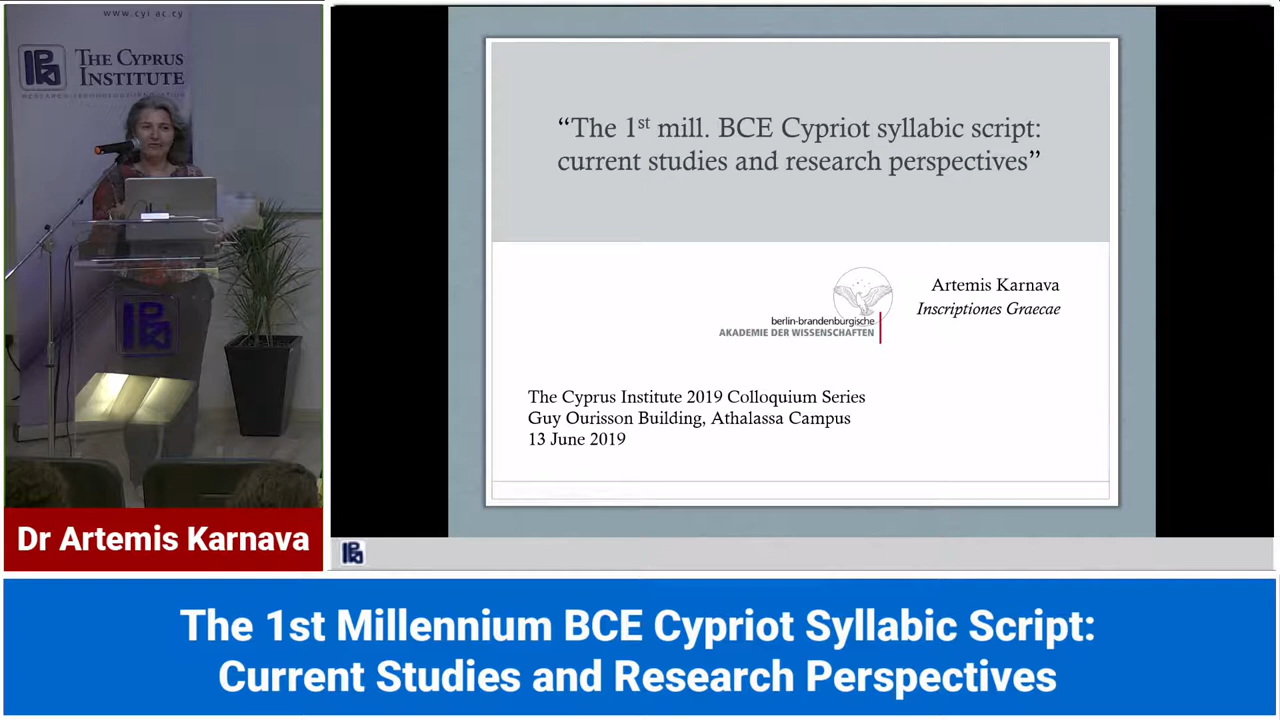 www.cyi.ac.cy
THE CYPRUS
INSTITUTE
“The 1st mill. BCE Cypriot syllabic script:
current studies and research perspectives”
Artemis Karnava
Inscriptiones Graecae
berlin-brandenburgische
AKADEMIE DER WISSENSCHAFTEN
The Cyprus Institute 2019 Colloquium Series
Guy Ourisson Building, Athalassa Campus
13 June 2019
Dr Artemis Karnava
The 1st Millennium BCE Cypriot Syllabic Script:
Current Studies and Research Perspectives